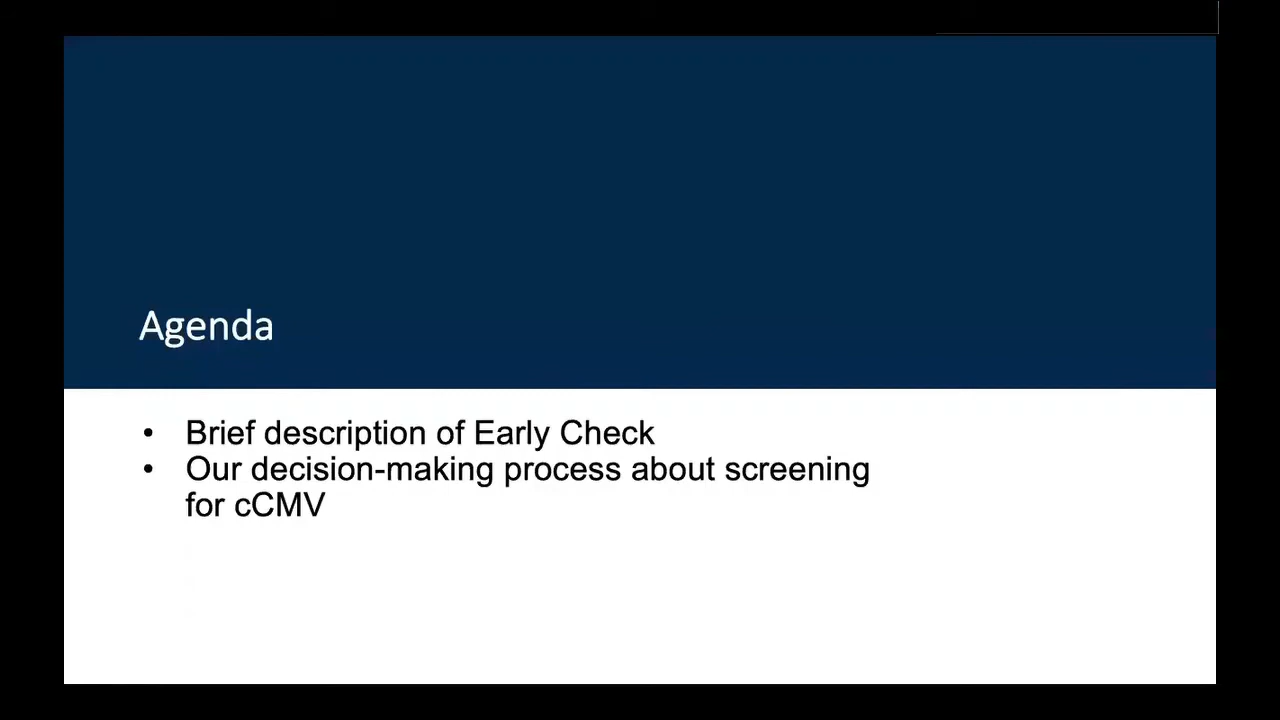 Agenda
• Brief description of Early Check
• Our decision-making process about screening
for cCMV